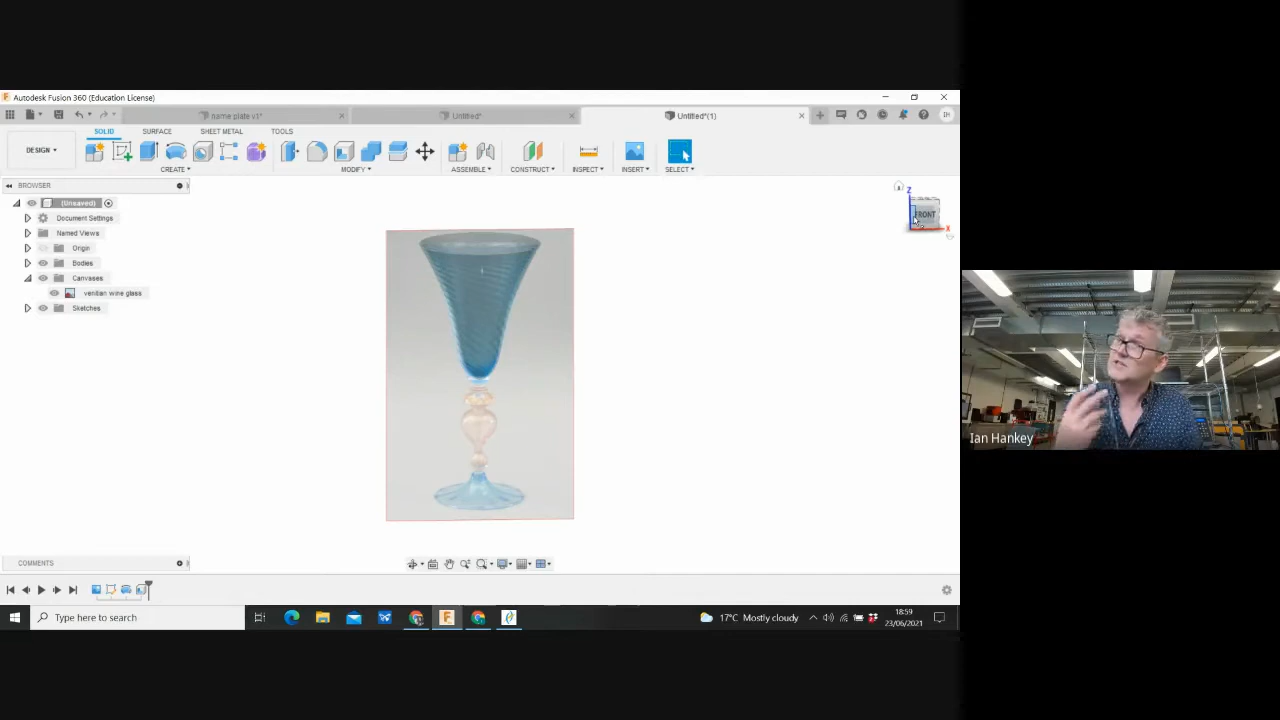 Autodesk Fusion 360 (Education License)
name plate v1*
Untitled*
Untitled*(1)
IH
SOLID SURFACE SHEET METAL TOOLS
DESIGN
CREATE MODIFY ASSEMBLE CONSTRUCT INSPECT INSERT SELECT
BROWSER
(Unsaved)
Document Settings
Named Views
Origin
Bodies
Canvases
venitian wine glass
Sketches
Z
FRONT
X
Ian Hankey
COMMENTS
Type here to search
17°C Mostly cloudy
18:59
23/06/2021